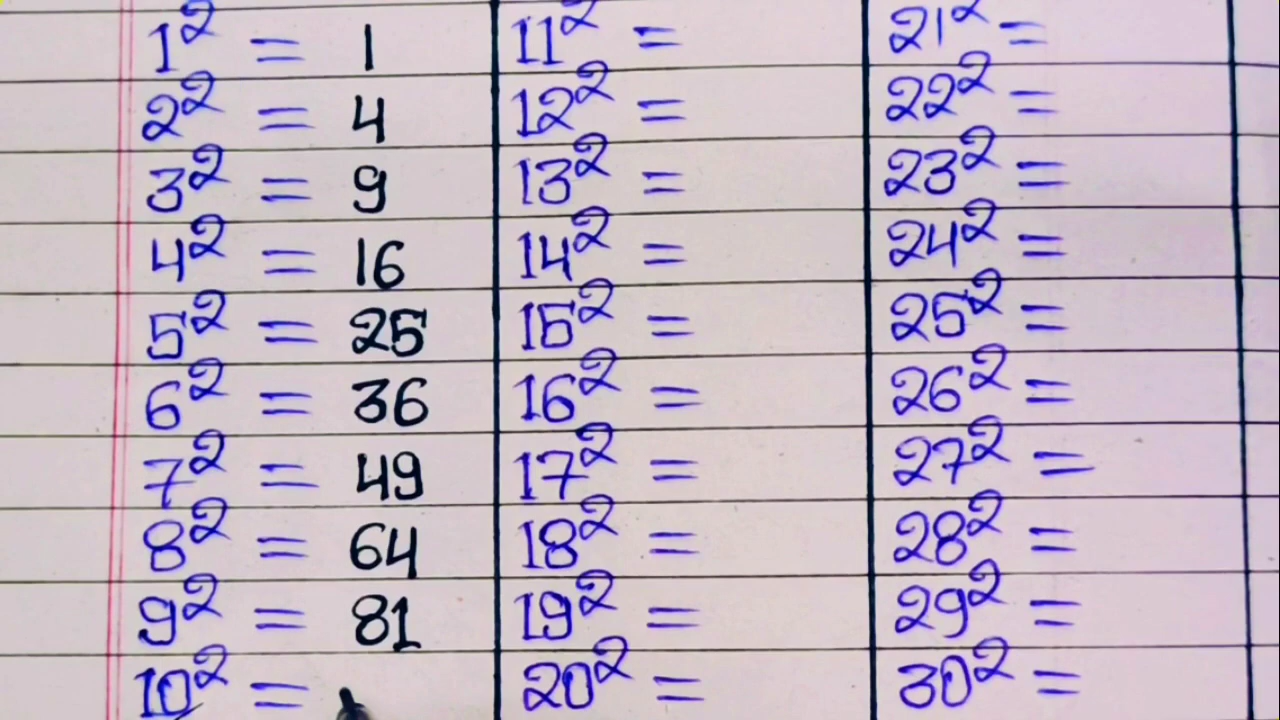 1² = 1
2² = 4
3² = 9
4² = 16
5² = 25
6² = 36
7² = 49
8² = 64
9² = 81
10² =
11² =
12² =
13² =
14² =
15² =
16² =
17² =
18² =
19² =
20² =
21² =
22² =
23² =
24² =
25² =
26² =
27² =
28² =
29² =
30² =